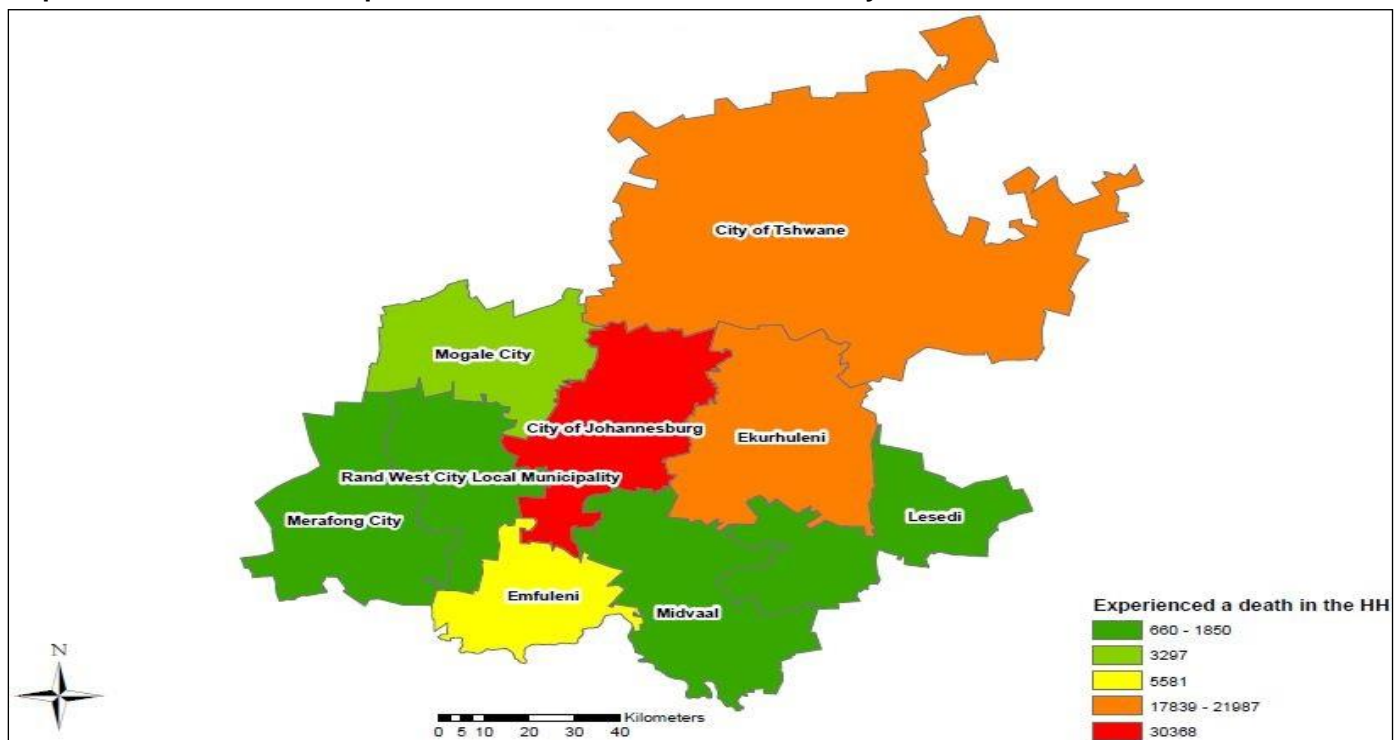 City of Tshwane
Mogale City
City of Johannesburg
Ekurhuleni
Rand West City Local Municipality
Merafong City
Lesedi
Emfuleni
Midvaal
Experienced a death in the HH
660 - 1850
3297
5581
17839 - 21987
30368
N
Kilometers
0 5 10 20 30 40